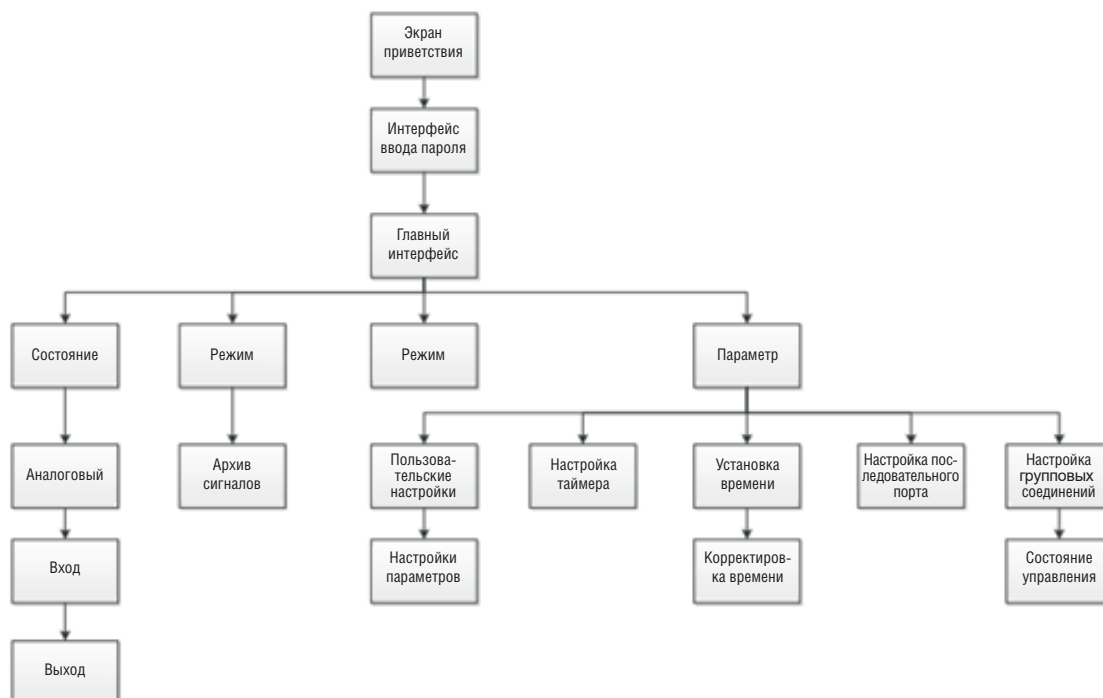 Экран
приветствия
Интерфейс
ввода пароля
Главный
интерфейс
Состояние
Режим
Режим
Параметр
Аналоговый
Архив
сигналов
Пользова-
тельские
настройки
Настройка
таймера
Установка
времени
Настройка пос-
ледовательного
порта
Настройка
групповых
соединений
Вход
Настройки
параметров
Корректиров-
ка времени
Состояние
управления
Выход